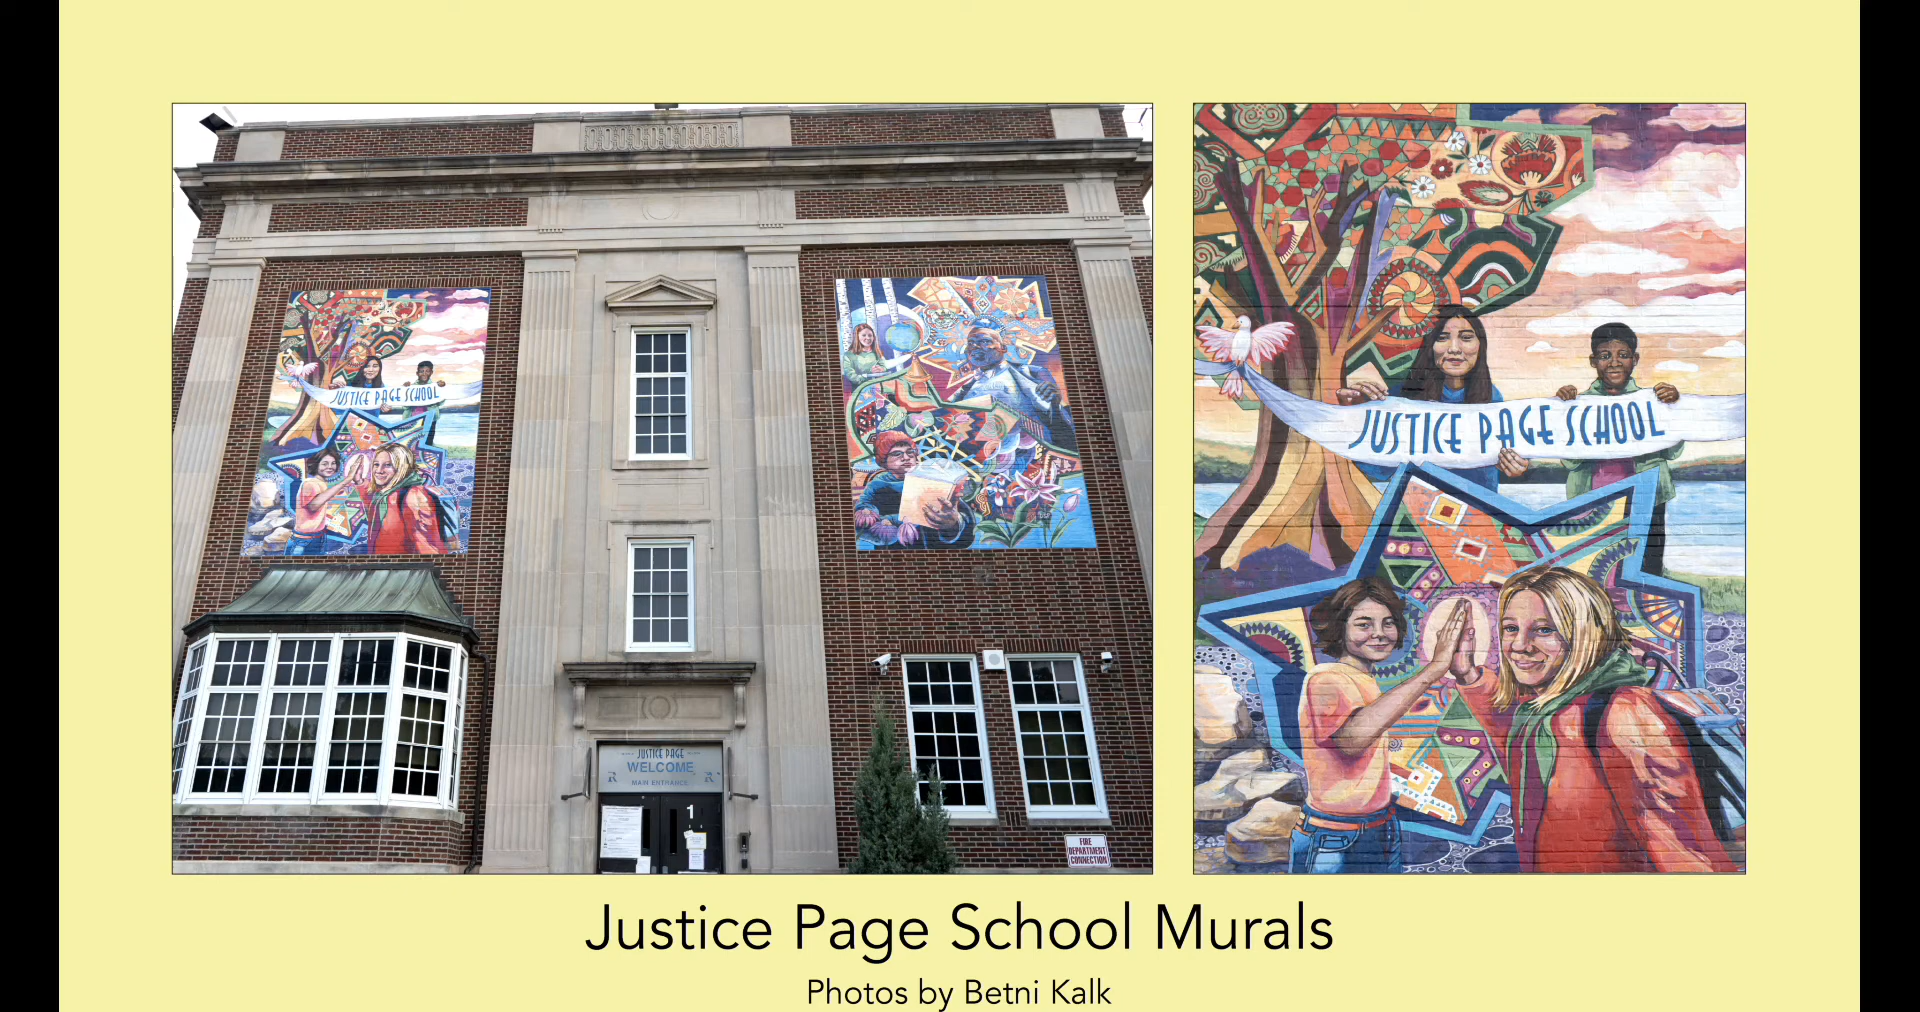 JUSTICE PAGE SCHOOL
JUSTICE PAGE
WELCOME
MAIN ENTRANCE
1
FIRE
DEPARTMENT
CONNECTION
JUSTICE PAGE SCHOOL
Justice Page School Murals
Photos by Betni Kalk